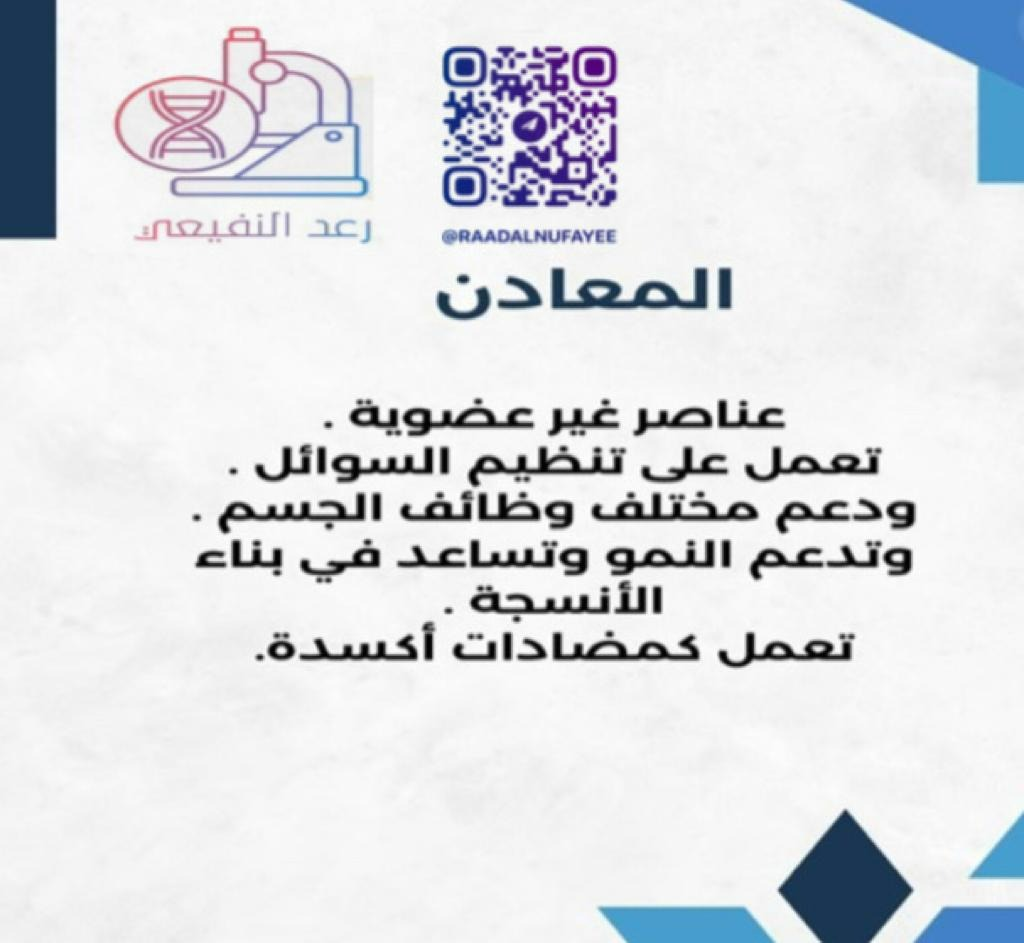 رعد النفيعي
@RAADALNUFAYEE
المعادن
عناصر غير عضوية .
تعمل على تنظيم السوائل .
ودعم مختلف وظائف الجسم .
وتدعم النمو وتساعد في بناء
الأنسجة .
تعمل كمضادات أكسدة.